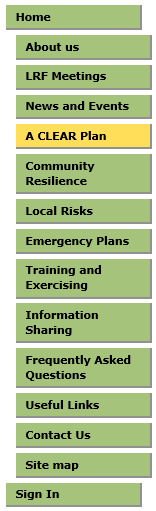 Home
About us
LRF Meetings
News and Events
A CLEAR Plan
Community
Resilience
Local Risks
Emergency Plans
Training and
Exercising
Information
Sharing
Frequently Asked
Questions
Useful Links
Contact Us
Site map
Sign In